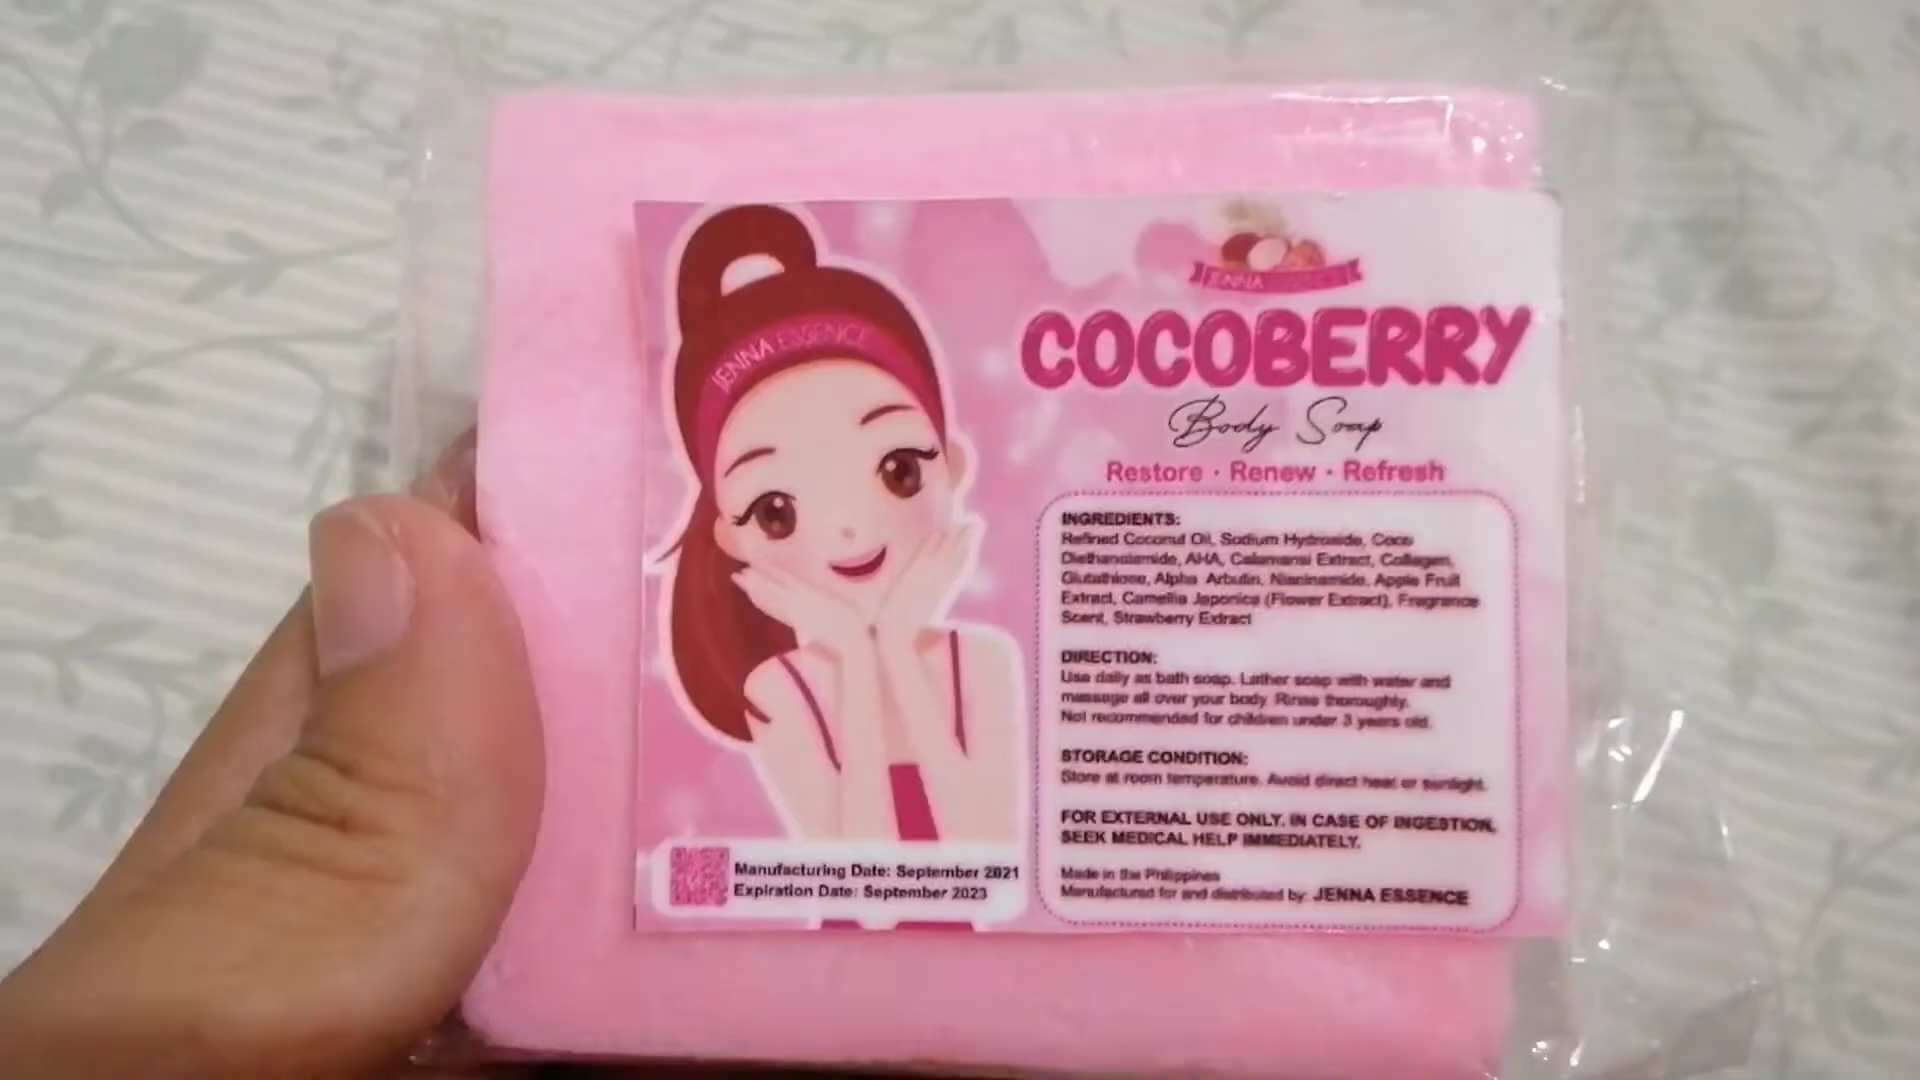 JENNA ESSENCE
JENNA
COCOBERRY
Body Soap
Restore · Renew · Refresh
INGREDIENTS:
Refined Coconut Oil, Sodium Hydroxide, Coco
Diethanolamide, AHA, Calamansi Extract, Collagen,
Glutathione, Alpha Arbutin, Niacinamide, Apple Fruit
Extract, Camellia Japonica (Flower Extract), Fragrance
Scent, Strawberry Extract
DIRECTION:
Use daily as bath soap. Lather soap with water and
massage all over your body. Rinse thoroughly.
Not recommended for children under 3 years old.
STORAGE CONDITION:
Store at room temperature. Avoid direct heat or sunlight.
FOR EXTERNAL USE ONLY. IN CASE OF INGESTION,
SEEK MEDICAL HELP IMMEDIATELY.
Made in the Philippines
Manufactured for and distributed by: JENNA ESSENCE
Manufacturing Date: September 2021
Expiration Date: September 2023